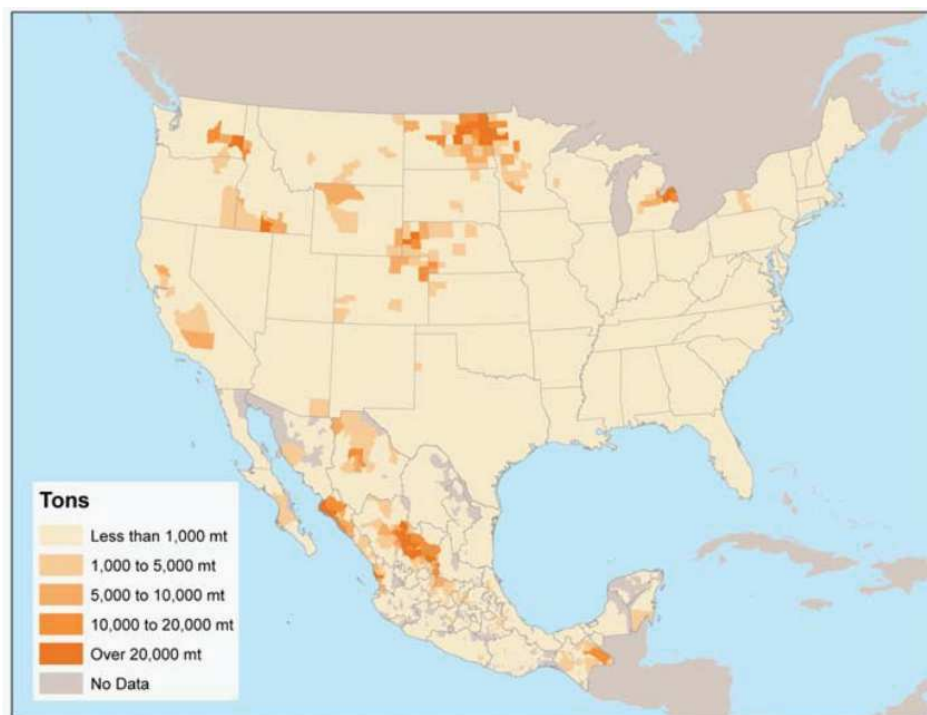 Tons
Less than 1,000 mt
1,000 to 5,000 mt
5,000 to 10,000 mt
10,000 to 20,000 mt
Over 20,000 mt
No Data